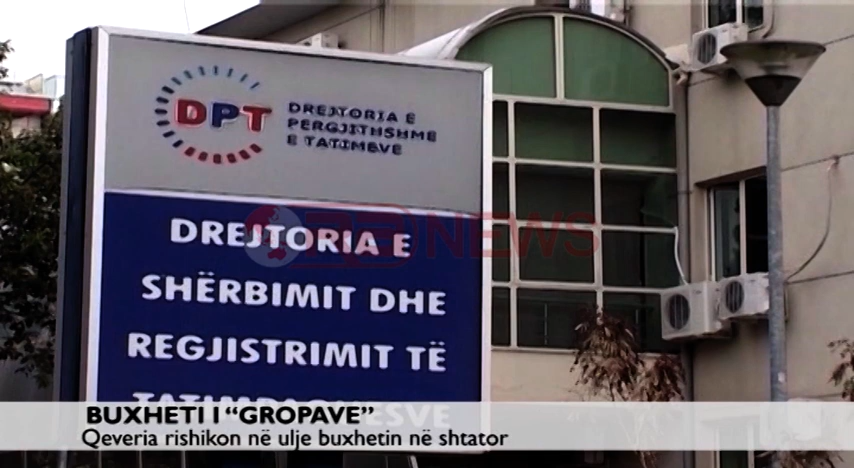 DPT
DREJTORIA E
PERGJITHSHME
E TATIMEVE
DREJTORIA E
SHËRBIMIT DHE
REGJISTRIMIT TË
TATIMPAGUESVE
NEWS
BUXHETI I “GROPAVE”
Qeveria rishikon në ulje buxhetin në shtator